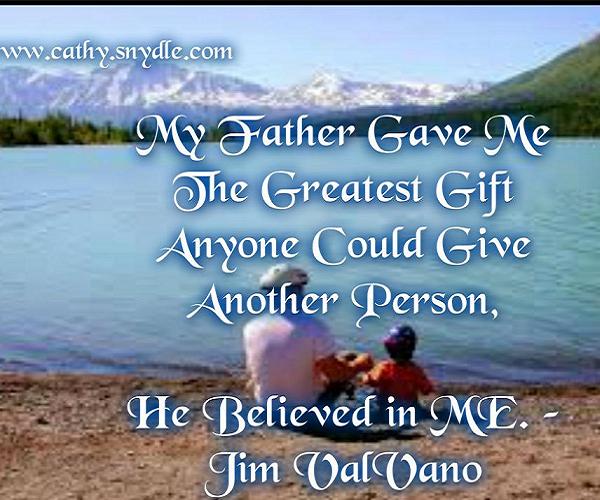 www.cathy.snydle.com
My Father Gave Me
The Greatest Gift
Anyone Could Give
Another Person,
He Believed in ME. -
Jim ValVano